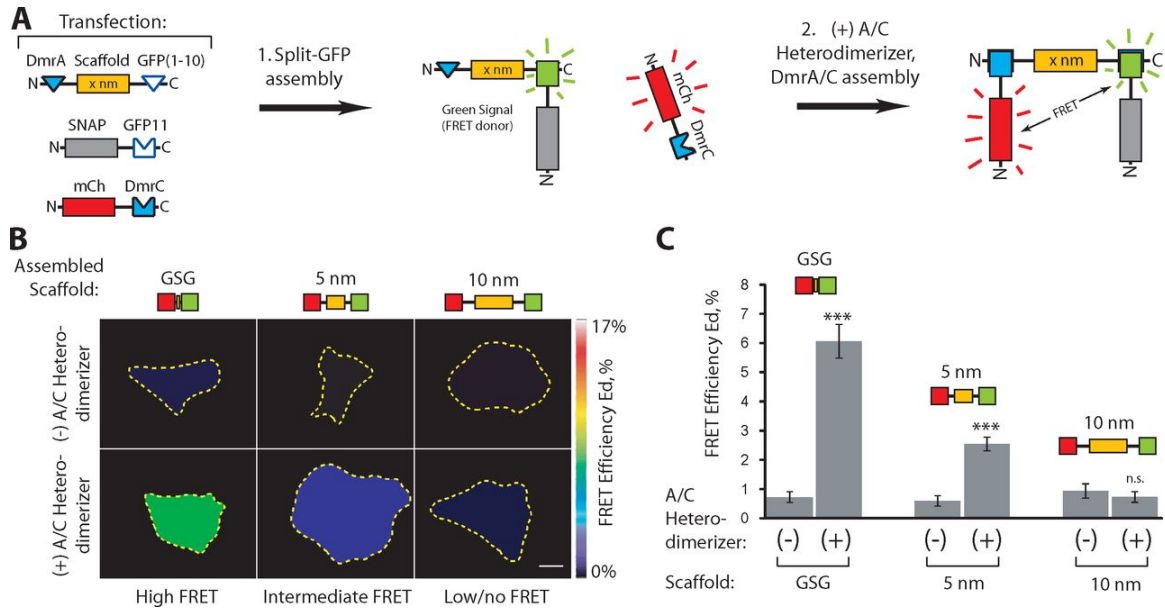 A
Transfection:
DmrA Scaffold GFP(1-10)
N x nm C
SNAP GFP11
N C
mCh DmrC
N C
1. Split-GFP
assembly
N x nm C
Green Signal
(FRET donor)
N
N
mCh
DmrC
C
2. (+) A/C
Heterodimerizer,
DmrA/C assembly
N x nm C
FRET
N
N
B
Assembled
Scaffold:
GSG 5 nm 10 nm
(-) A/C Hetero-
dimerizer
(+) A/C Hetero-
dimerizer
17%
FRET Efficiency Ed, %
0%
High FRET Intermediate FRET Low/no FRET
C
FRET Efficiency Ed, %
8
7
6
5
4
3
2
1
0
GSG
***
5 nm
***
10 nm
n.s.
A/C
Hetero-
dimerizer:
(-) (+) (-) (+) (-) (+)
Scaffold: GSG 5 nm 10 nm